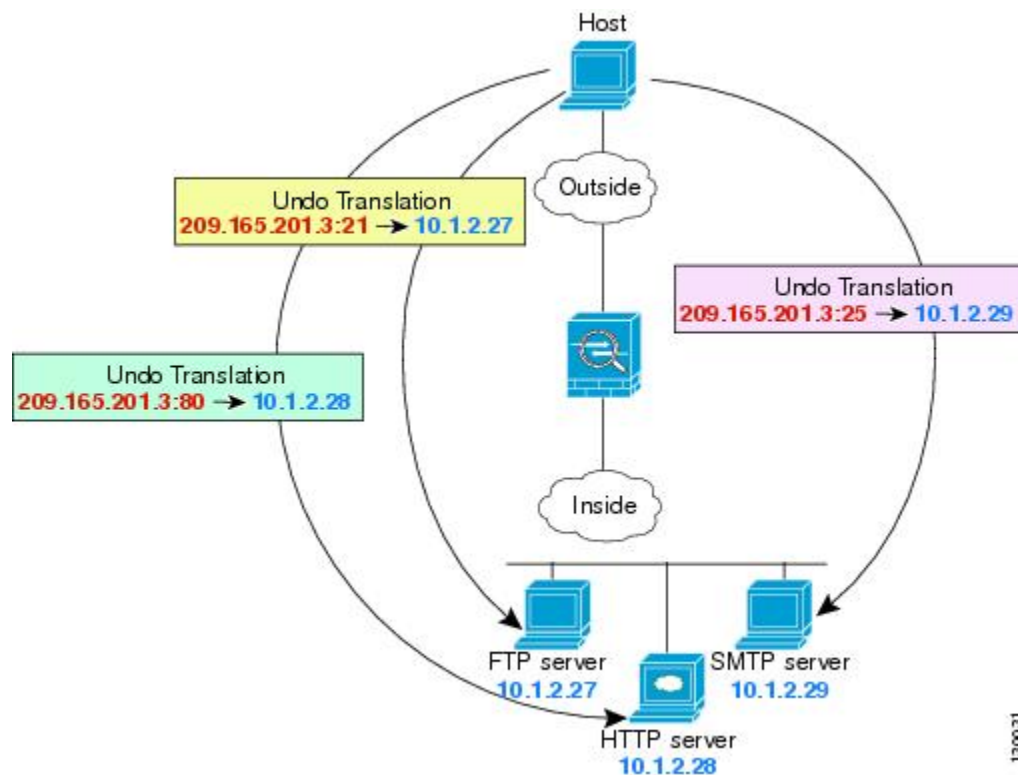 Host
Outside
Undo Translation
209.165.201.3:21 → 10.1.2.27
Undo Translation
209.165.201.3:25 → 10.1.2.29
Undo Translation
209.165.201.3:80 → 10.1.2.28
Inside
FTP server
10.1.2.27
SMTP server
10.1.2.29
HTTP server
10.1.2.28
130031